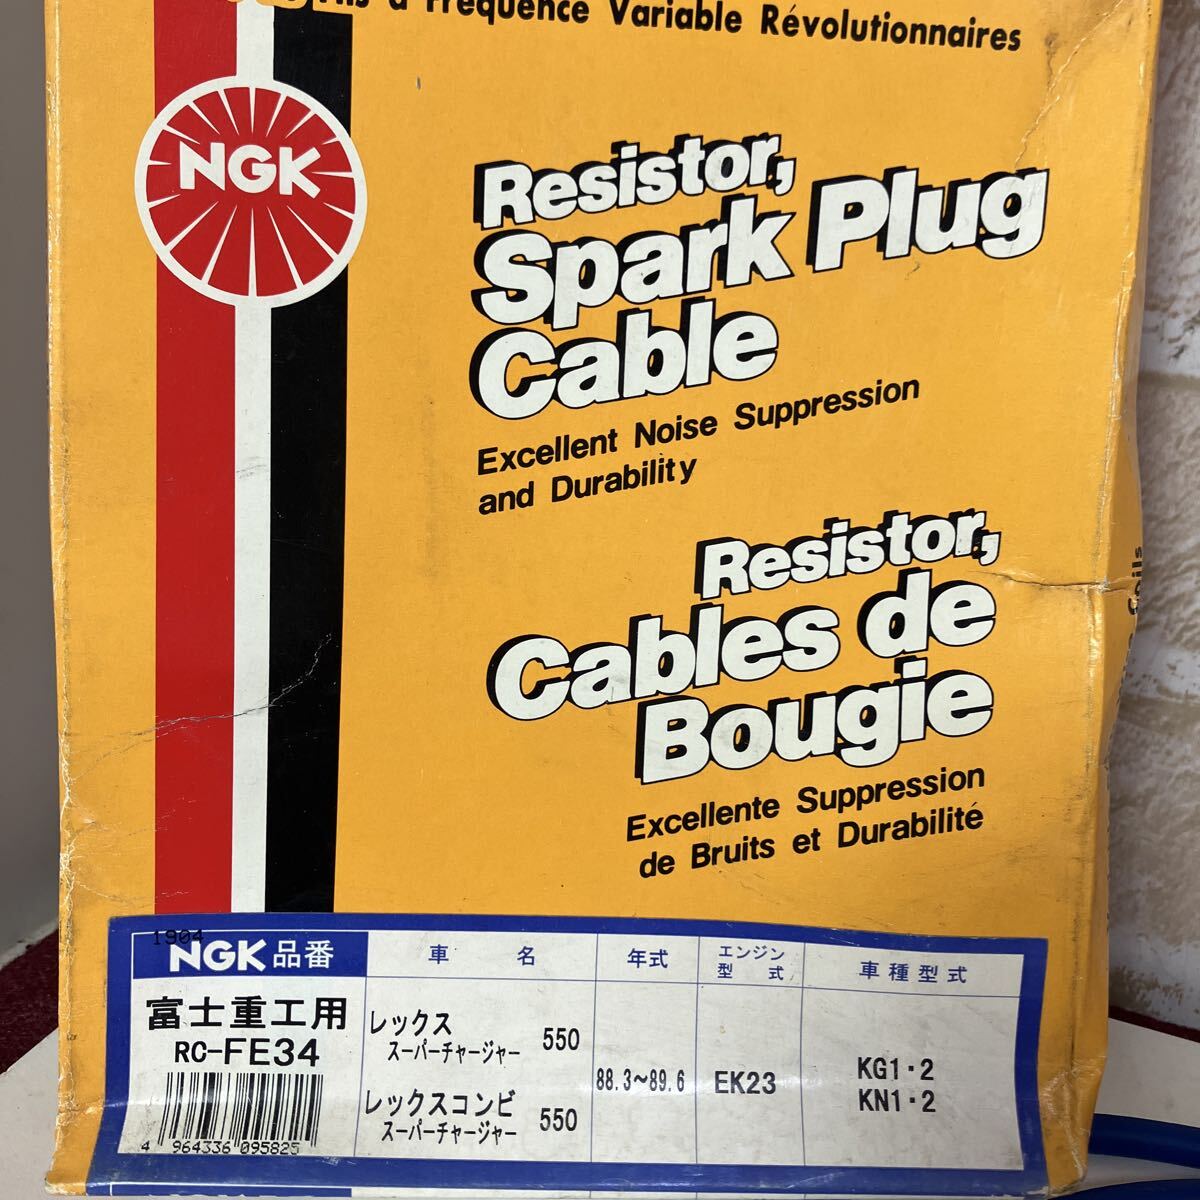 à Fréquence Variable Révolutionnaires
NGK
Resistor,
Spark Plug
Cable
Excellent Noise Suppression
and Durability
Resistor,
Cables de
Bougie
Excellente Suppression
de Bruits et Durabilité
1904
NGK品番
車名
年式
エンジン
型式
車種型式
富士重工用
RC-FE34
レックス
スーパーチャージャー 550
レックスコンビ
スーパーチャージャー 550
88.3~89.6
EK23
KG1・2
KN1・2
4 964336 095825